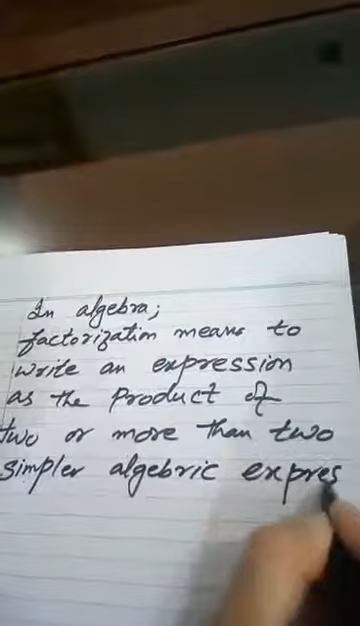 In algebra;
factorization means to
write an expression
as the product of
two or more than two
simpler algebric expres